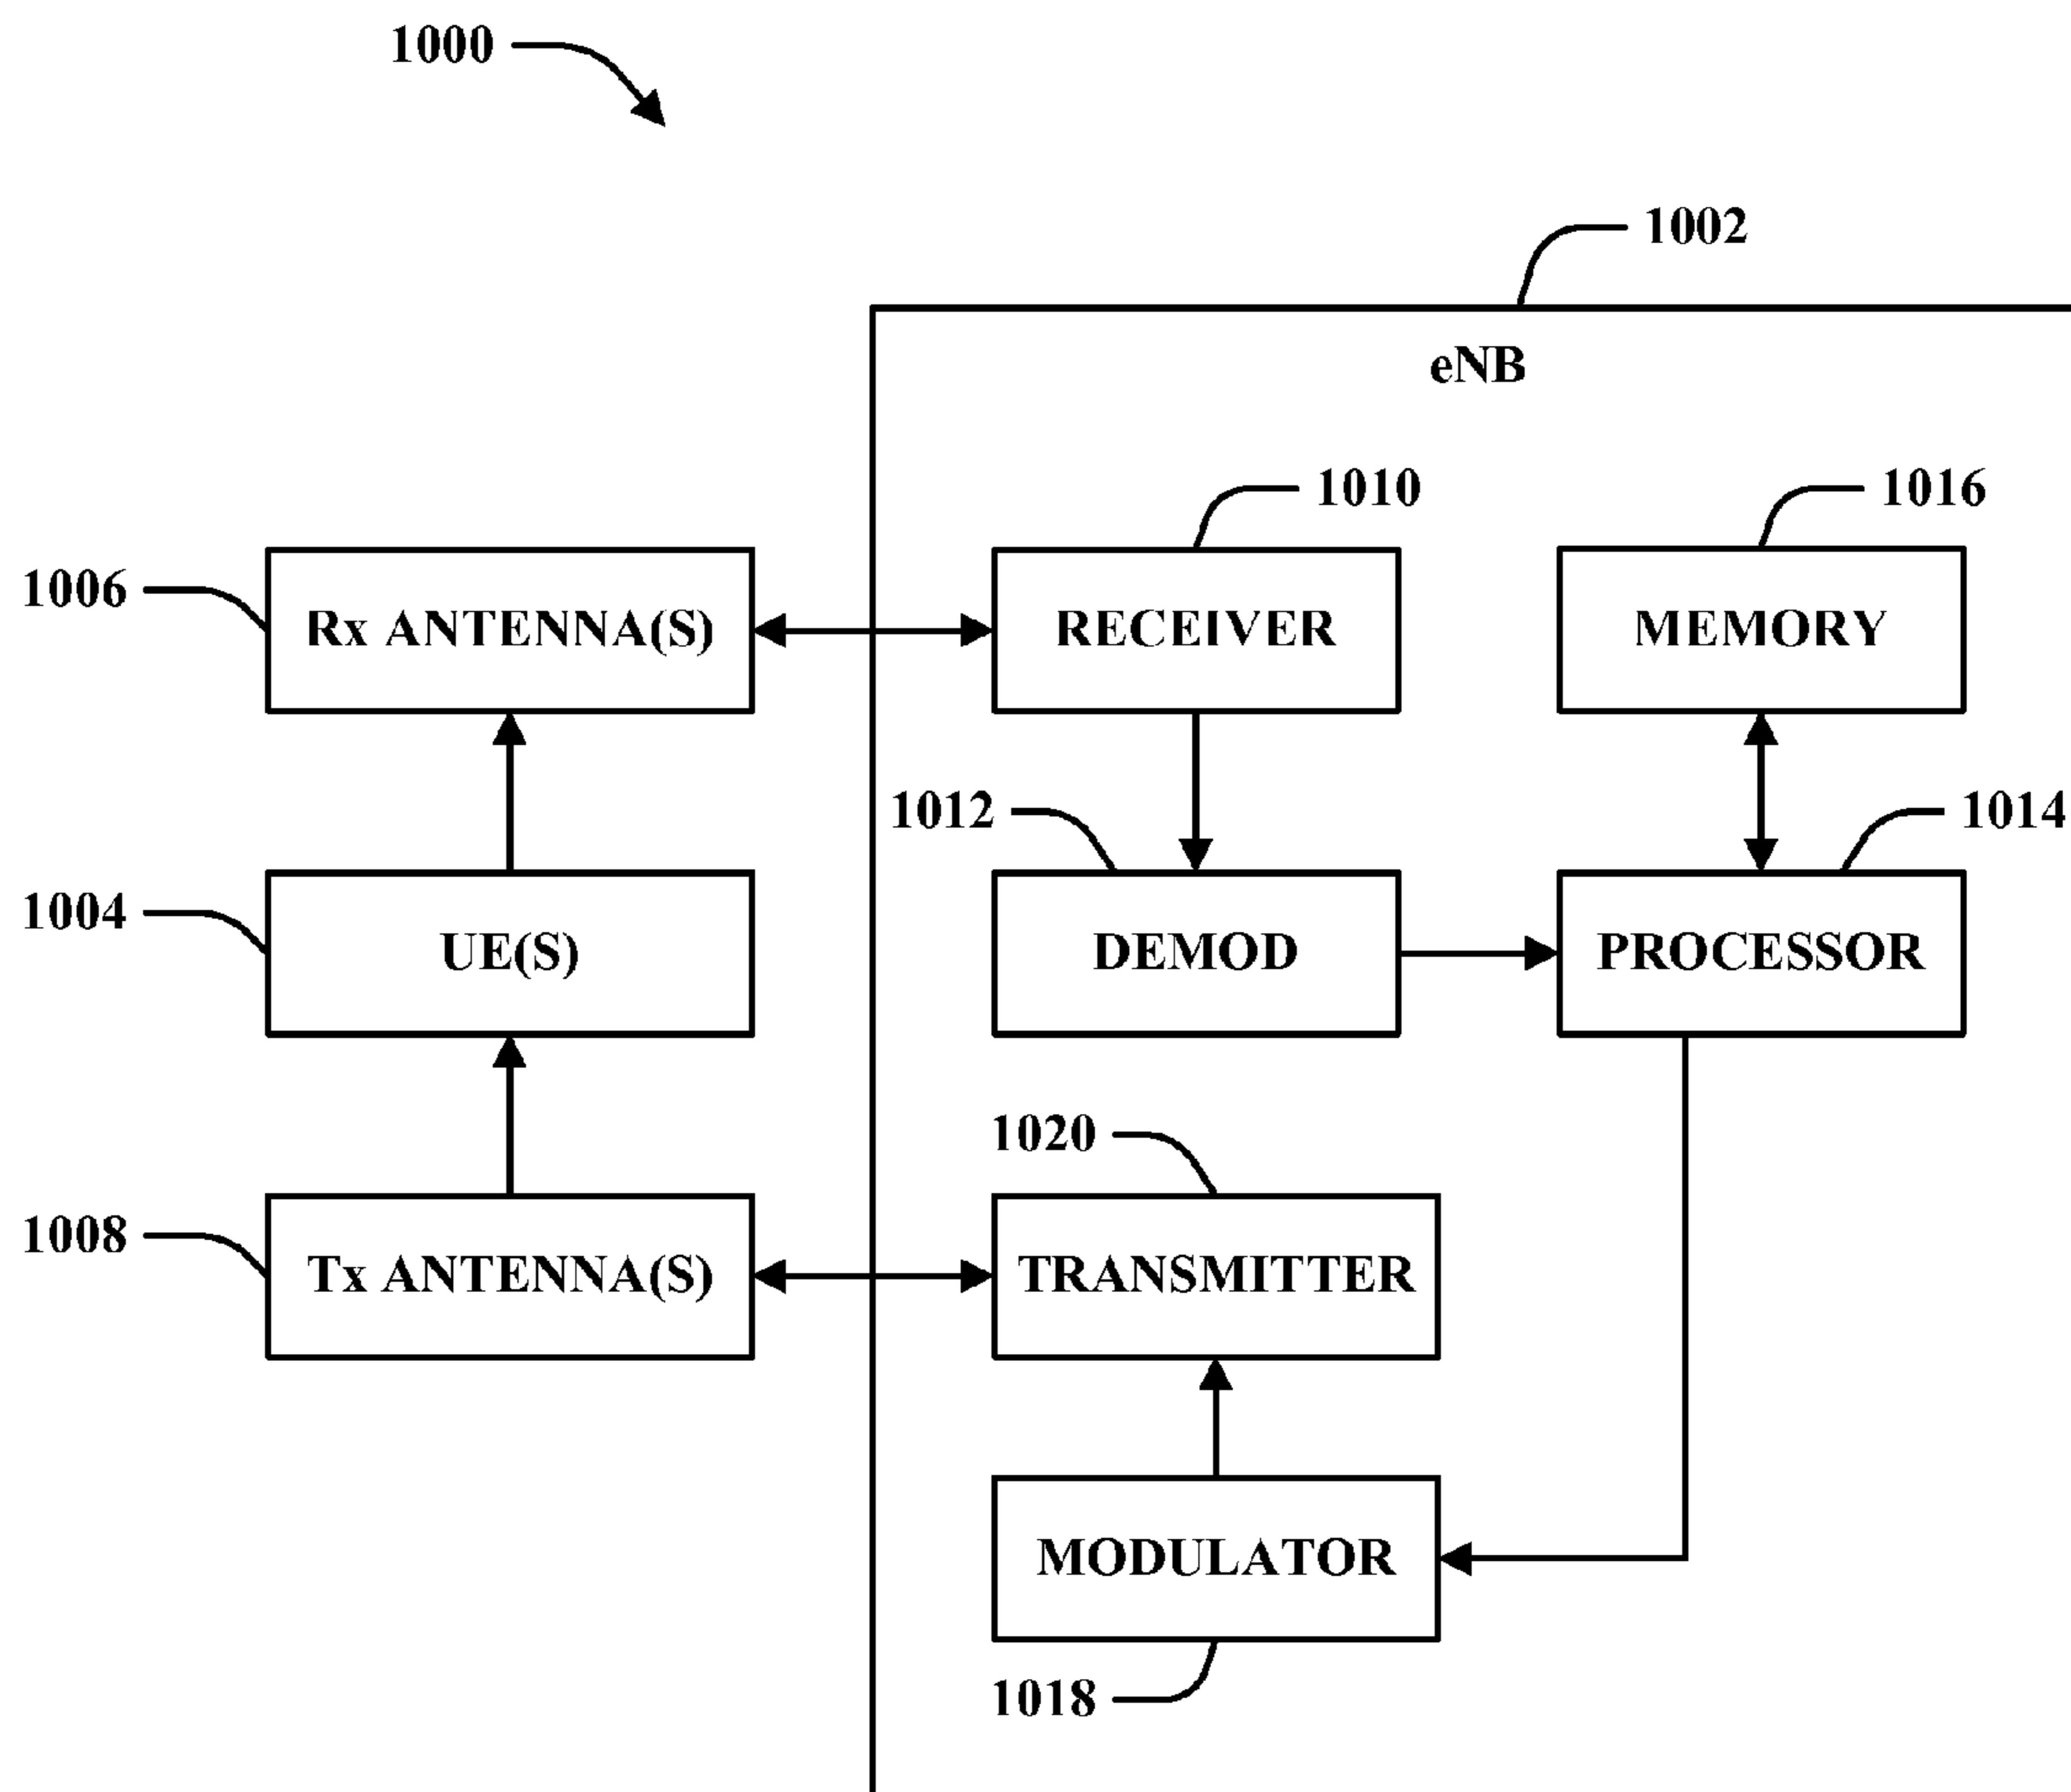 1000
1002
eNB
1010
1016
1006
Rx ANTENNA(S)
RECEIVER
MEMORY
1012
1014
1004
UE(S)
DEMOD
PROCESSOR
1020
1008
Tx ANTENNA(S)
TRANSMITTER
MODULATOR
1018